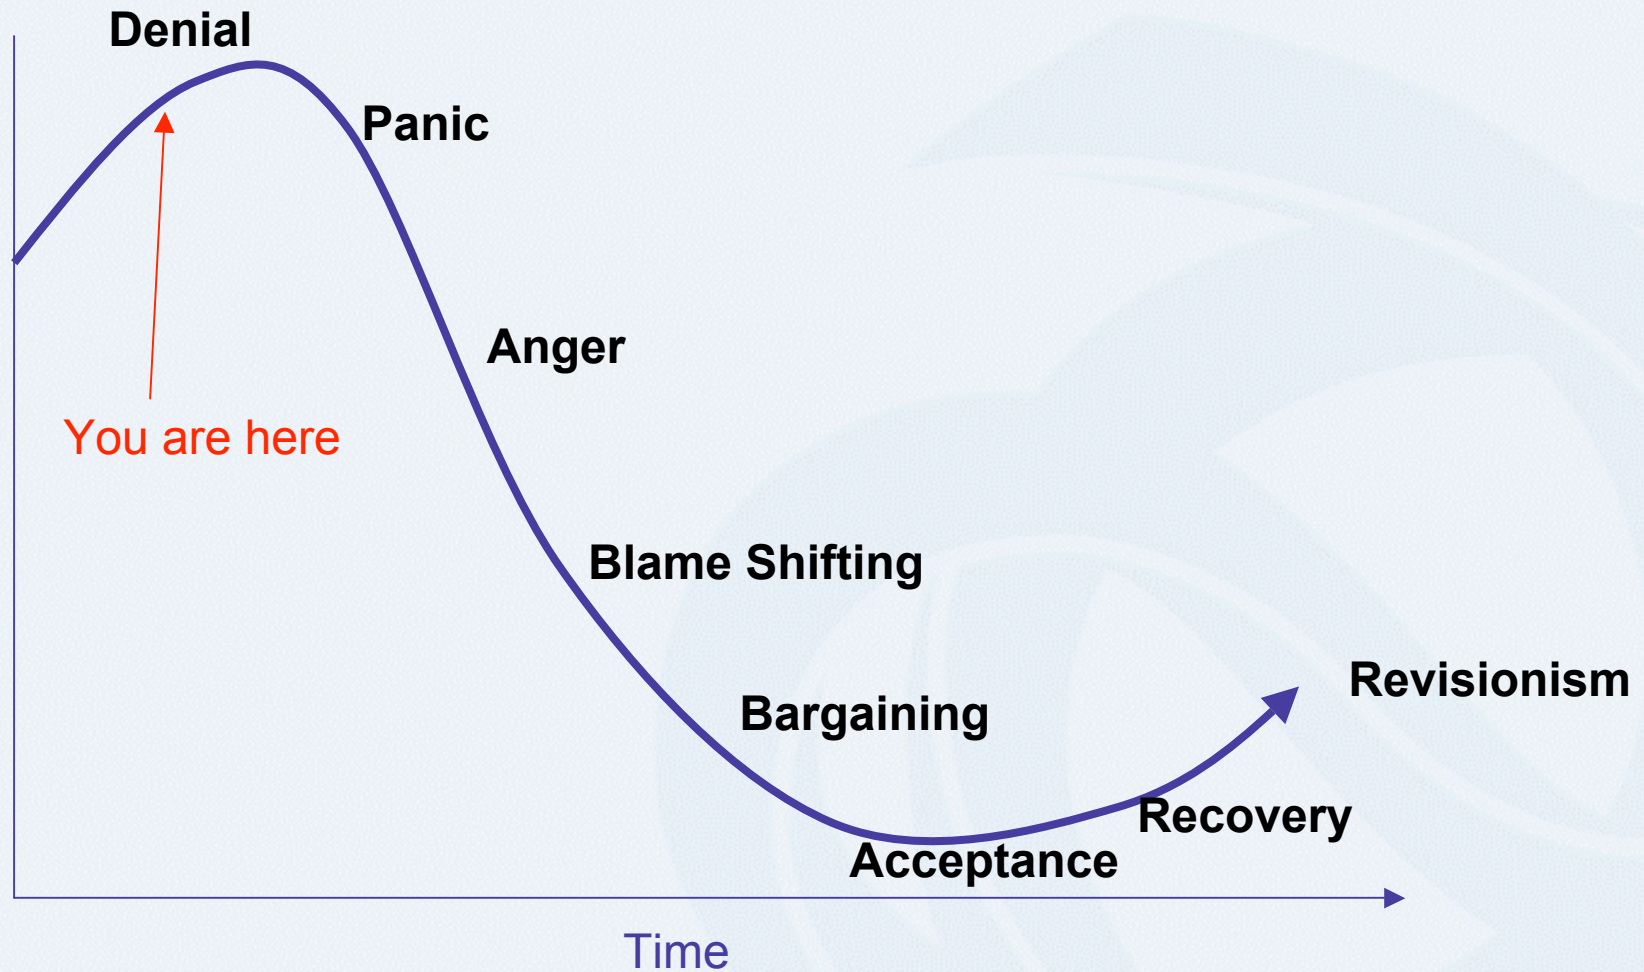 Denial
Panic
Anger
You are here
Blame Shifting
Revisionism
Bargaining
Recovery
Acceptance
Time